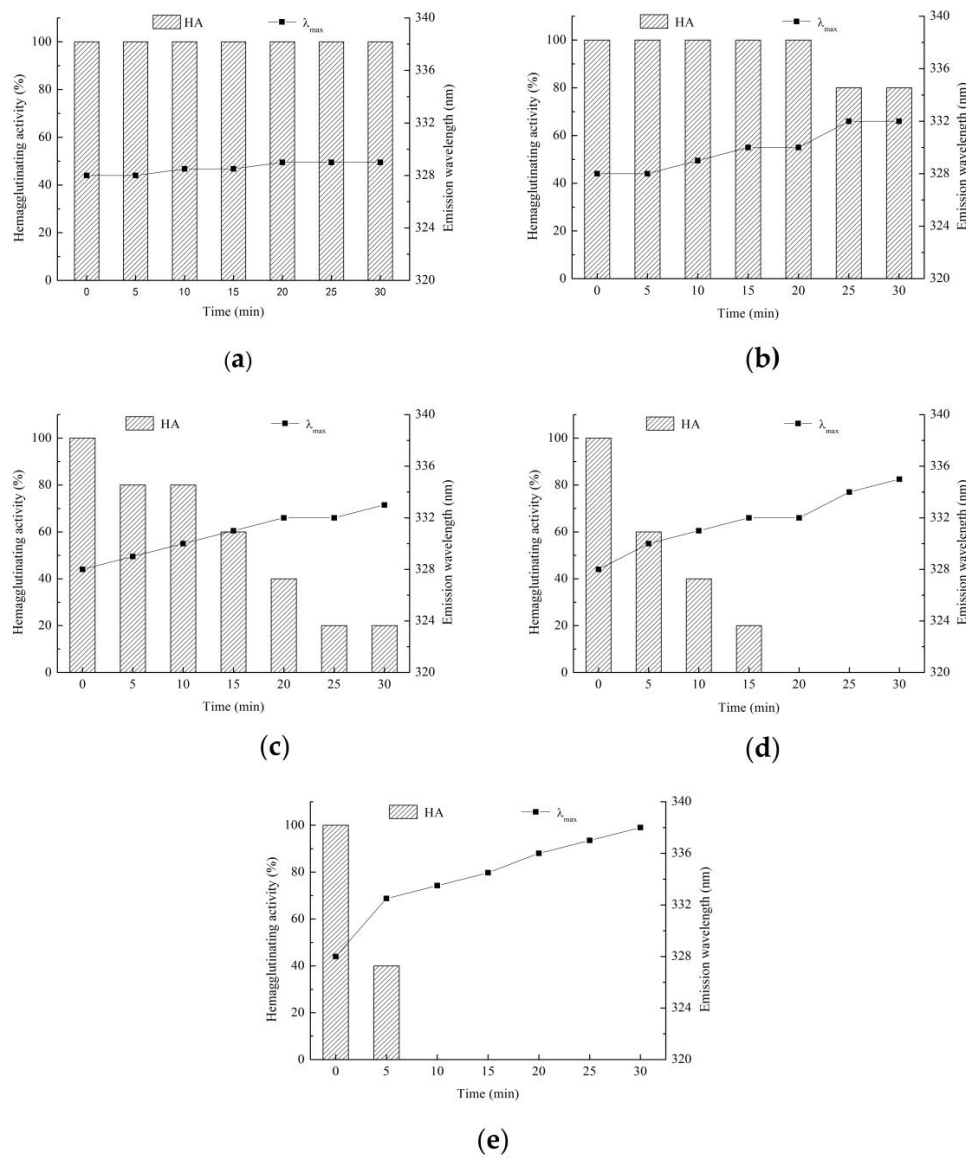 HA λmax
Hemagglutinating activity (%)
100
80
60
40
20
0
0 5 10 15 20 25 30
Time (min)
340
336
332
328
324
320
Emission wavelength (nm)
(a)
HA λmax
Hemagglutinating activity (%)
100
80
60
40
20
0
0 5 10 15 20 25 30
Time (min)
340
336
332
328
324
320
Emission wavelength (nm)
(b)
HA λmax
Hemagglutinating activity (%)
100
80
60
40
20
0
0 5 10 15 20 25 30
Time (min)
340
336
332
328
324
320
Emission wavelength (nm)
(c)
HA λmax
Hemagglutinating activity (%)
100
80
60
40
20
0
0 5 10 15 20 25 30
Time (min)
340
336
332
328
324
320
Emission wavelength (nm)
(d)
HA λmax
Hemagglutinating activity (%)
100
80
60
40
20
0
0 5 10 15 20 25 30
Time (min)
340
336
332
328
324
320
Emission wavelength (nm)
(e)